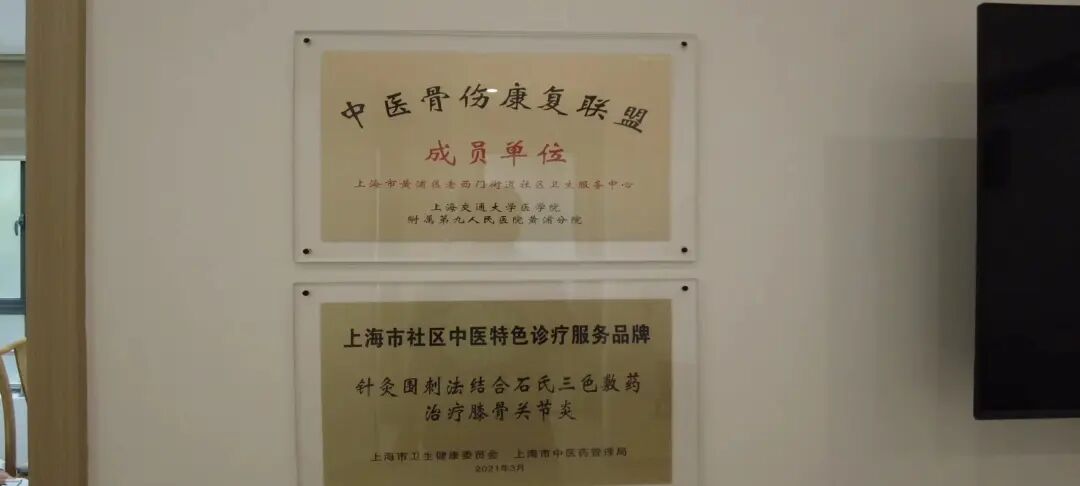 中医骨伤康复联盟
成员单位
上海市黄浦区老西门街道社区卫生服务中心
上海交通大学医学院
附属第九人民医院黄浦分院
上海市社区中医特色诊疗服务品牌
针灸围刺法结合石氏三色敷药
治疗膝骨关节炎
上海市卫生健康委员会 上海市中医药管理局
2021年3月